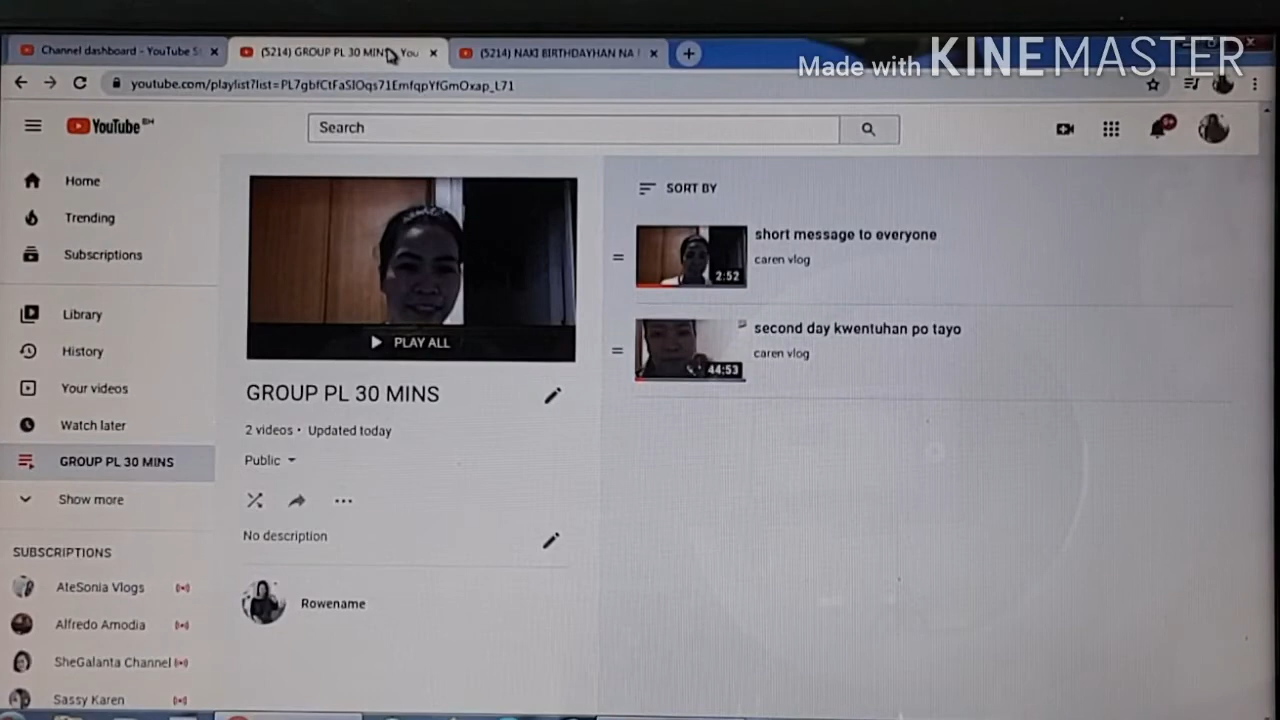 Channel dashboard - YouTube S
(5214) GROUP PL 30 MINS - You
(5214) NAKI BIRTHDAYHAN NA
Made with KINEMASTER
youtube.com/playlist?list=
YouTube BH
Search
9+
Home
Trending
Subscriptions
Library
History
Your videos
Watch later
GROUP PL 30 MINS
Show more
SUBSCRIPTIONS
AteSonia Vlogs
Alfredo Amodia
SheGalanta Channel
Sassy Karen
PLAY ALL
GROUP PL 30 MINS
2 videos • Updated today
Public
No description
Rowename
SORT BY
short message to everyone
caren vlog
2:52
second day kwentuhan po tayo
caren vlog
44:53